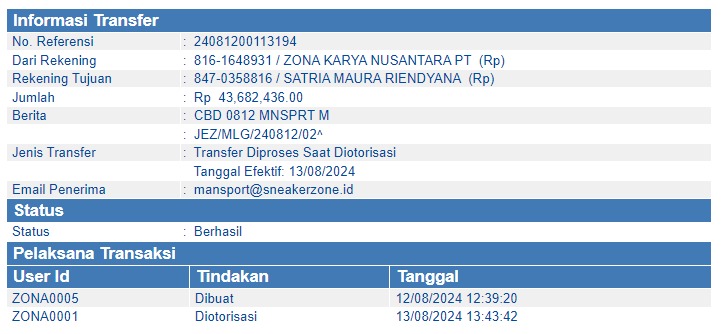 Informasi Transfer
No. Referensi : 24081200113194
Dari Rekening : 816-1648931 / ZONA KARYA NUSANTARA PT (Rp)
Rekening Tujuan : 847-0358816 / SATRIA MAURA RIENDYANA (Rp)
Jumlah : Rp 43,682,436.00
Berita : CBD 0812 MNSPRT M
: JEZ/MLG/240812/02^
Jenis Transfer : Transfer Diproses Saat Diotorisasi
Tanggal Efektif: 13/08/2024
Email Penerima : mansport@sneakerzone.id
Status
Status : Berhasil
Pelaksana Transaksi
User Id Tindakan Tanggal
ZONA0005 Dibuat 12/08/2024 12:39:20
ZONA0001 Diotorisasi 13/08/2024 13:43:42